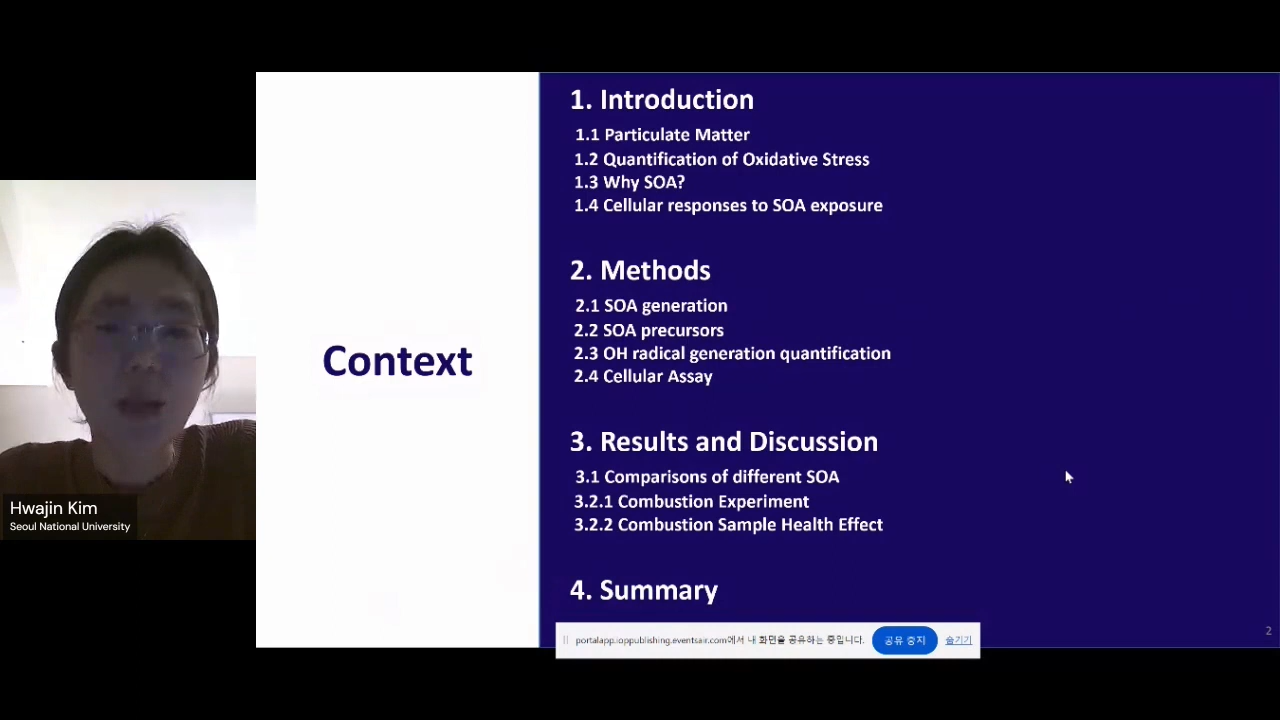 1. Introduction
1.1 Particulate Matter
1.2 Quantification of Oxidative Stress
1.3 Why SOA?
1.4 Cellular responses to SOA exposure
2. Methods
2.1 SOA generation
2.2 SOA precursors
2.3 OH radical generation quantification
2.4 Cellular Assay
Context
3. Results and Discussion
3.1 Comparisons of different SOA
3.2.1 Combustion Experiment
3.2.2 Combustion Sample Health Effect
4. Summary
Hwajin Kim
Seoul National University
portalapp.ioppublishing.eventsair.com에서 내 화면을 공유하는 중입니다.
공유 중지
숨기기
2